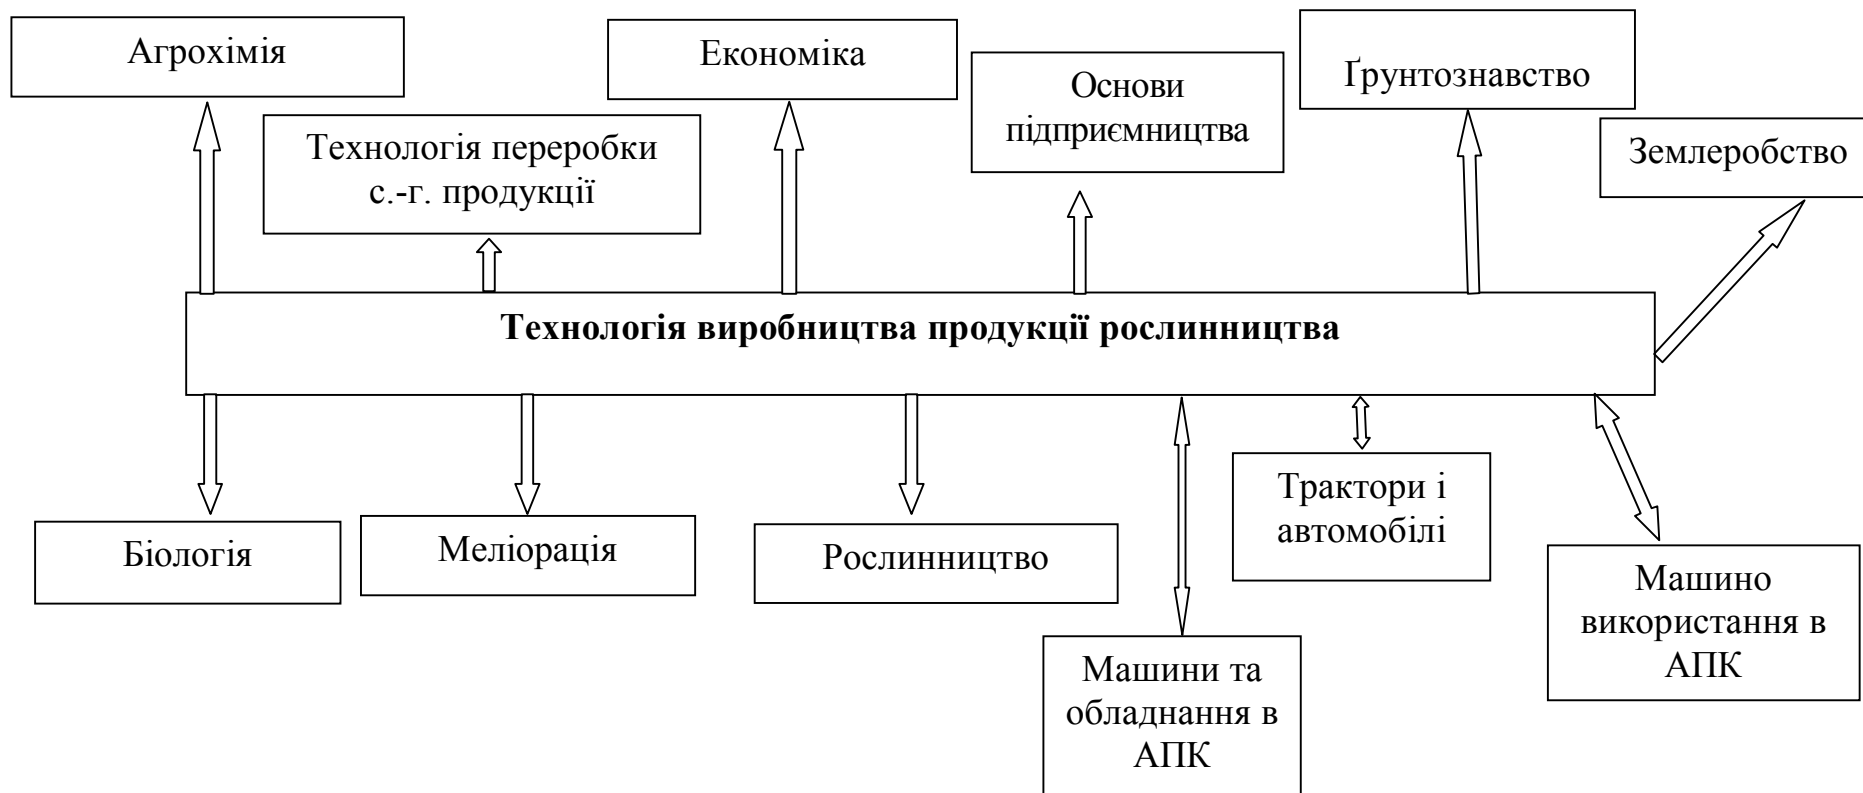 Агрохімія
Економіка
Основи
підприємництва
Ґрунтознавство
Землеробство
Технологія переробки
с.-г. продукції
Технологія виробництва продукції рослинництва
Біологія
Меліорація
Рослинництво
Машини та
обладнання в
АПК
Трактори і
автомобілі
Машино
використання в
АПК